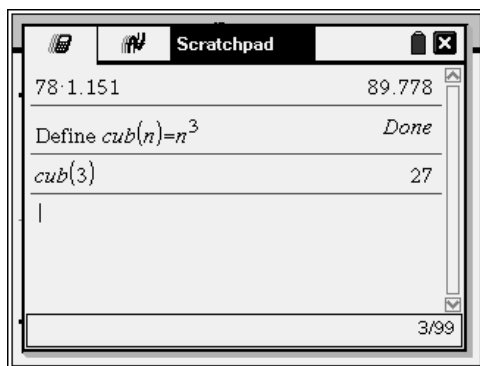 Scratchpad
78·1.151 89.778
Define cub(n)=n³ Done
cub(3) 27
3/99